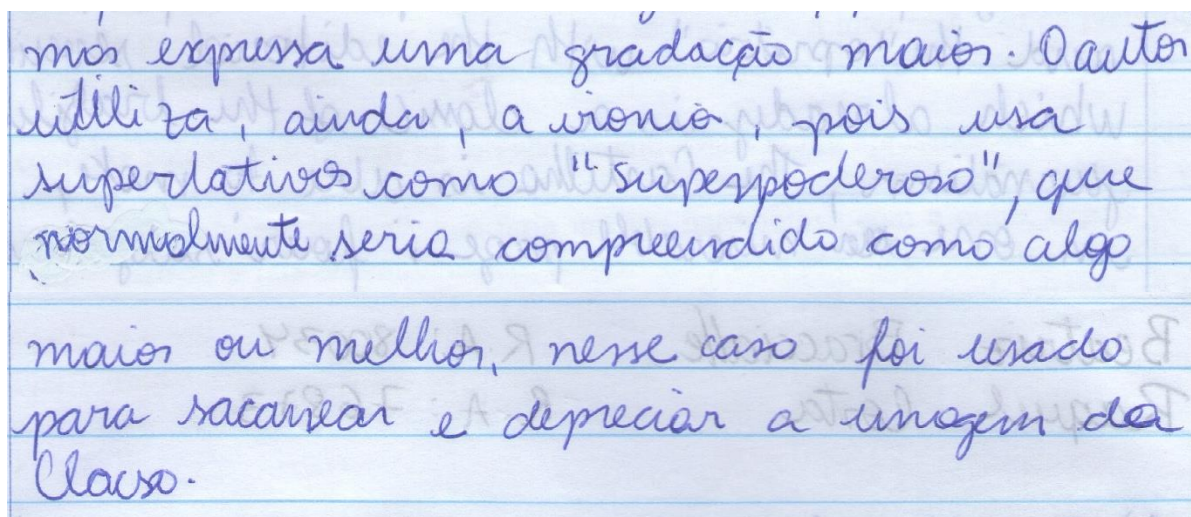 mos expressa uma gradação maior. O autor
utiliza, ainda, a ironia, pois usa
superlativos como "superpoderoso", que
normalmente seria compreendido como algo
maior ou melhor, nesse caso foi usado
para sacanear e depreciar a imagem da